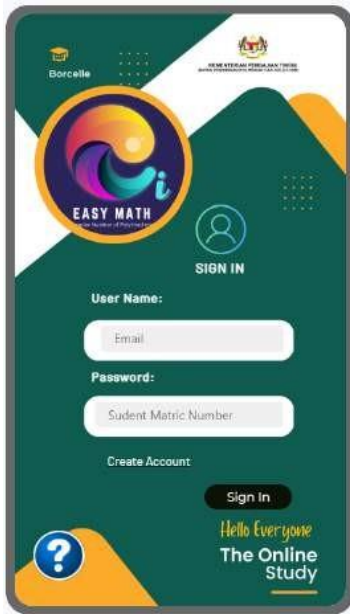 Borcelle
KEMENTERIAN PENGAJIAN TINGGI
EASY MATH
SIGN IN
User Name:
Email
Password:
Sudent Matric Number
Create Account
Sign In
Hello Everyone
The Online
Study
?